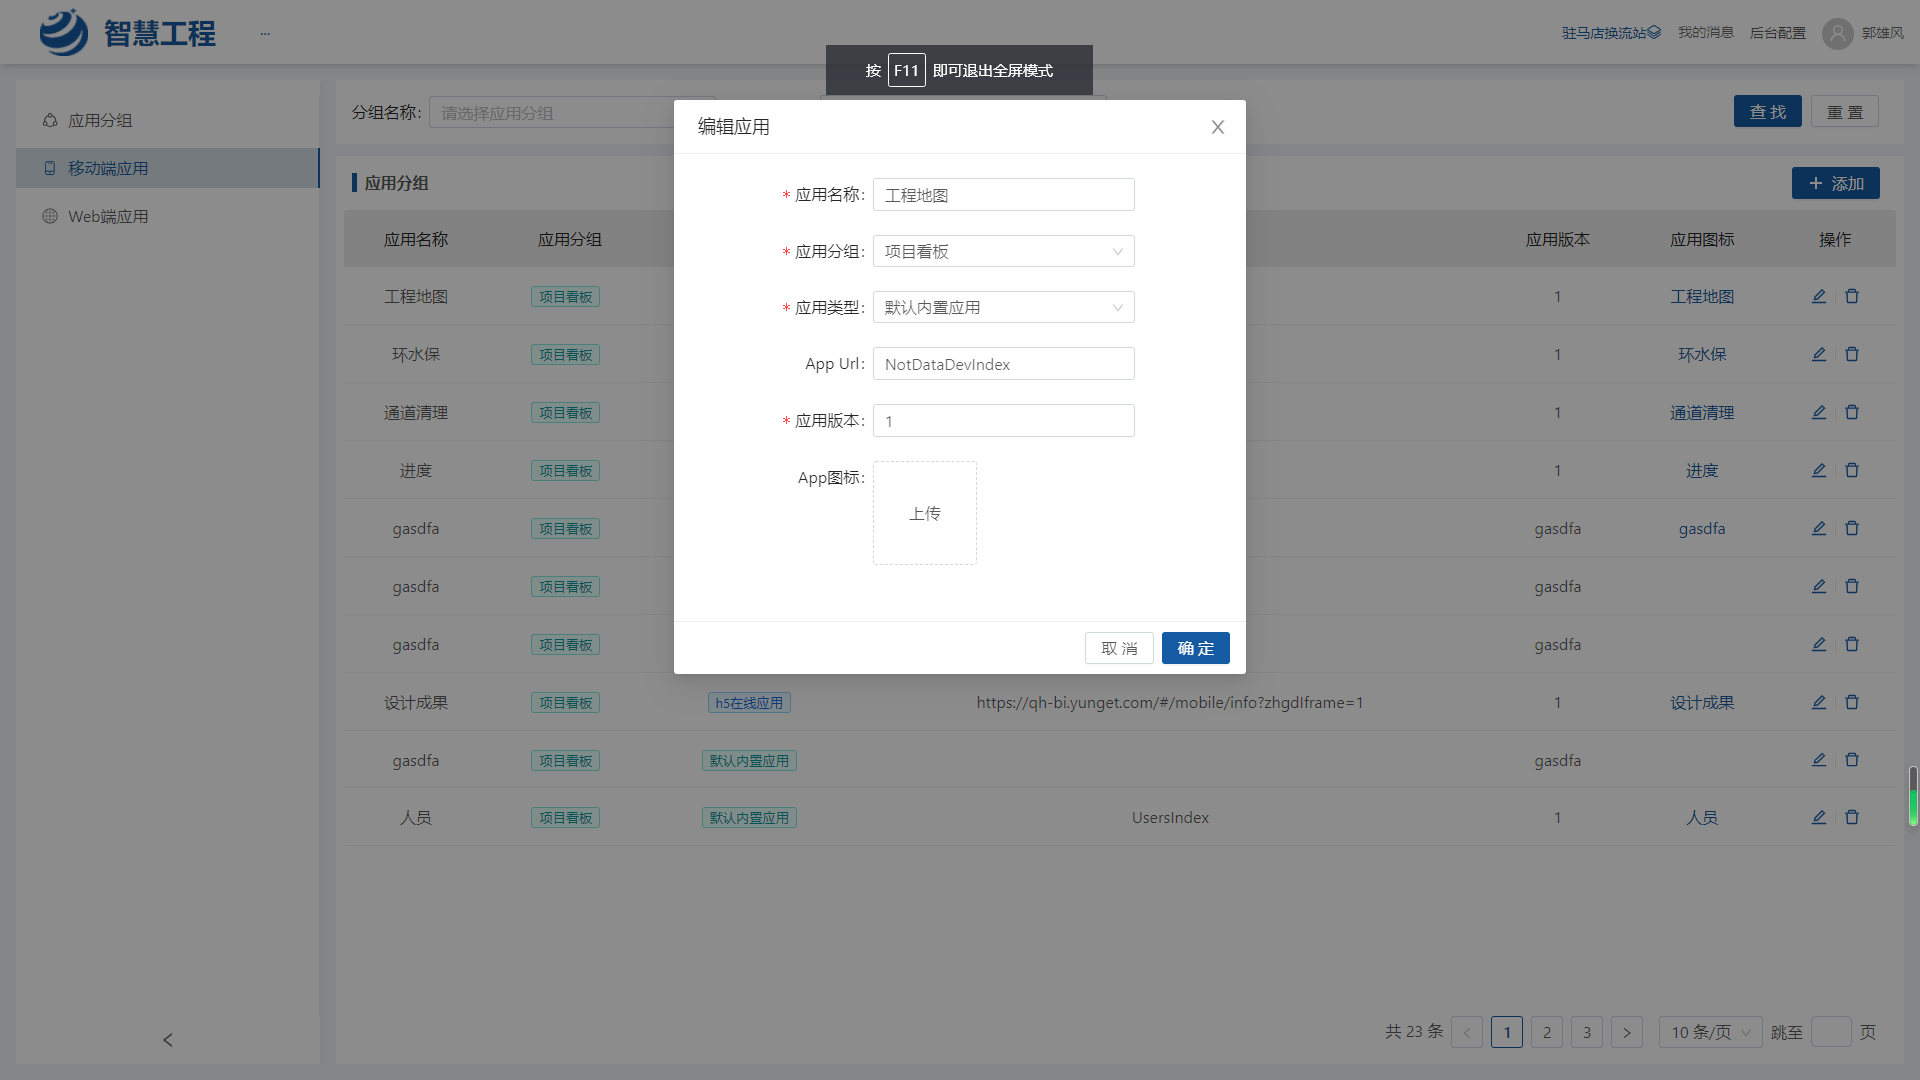 智慧工程
...
驻马店换流站
我的消息
后台配置
郭雄风
按 F11 即可退出全屏模式
应用分组
移动端应用
Web端应用
分组名称:
请选择应用分组
查 找
重 置
应用分组
添加
应用名称 应用分组 应用版本 应用图标 操作
工程地图 项目看板 1 工程地图
环水保 项目看板 1 环水保
通道清理 项目看板 1 通道清理
进度 项目看板 1 进度
gasdfa 项目看板 gasdfa gasdfa
gasdfa 项目看板 gasdfa
gasdfa 项目看板 gasdfa
设计成果 项目看板 h5在线应用 https://qh-bi.yunget.com/#/mobile/info?zhgdIframe=1 1 设计成果
gasdfa 项目看板 默认内置应用 gasdfa
人员 项目看板 默认内置应用 UsersIndex 1 人员
编辑应用
* 应用名称: 工程地图
* 应用分组: 项目看板
* 应用类型: 默认内置应用
App Url: NotDataDevIndex
* 应用版本: 1
App图标:
上传
取 消
确 定
共 23 条 < 1 2 3 > 10 条/页 跳至 页